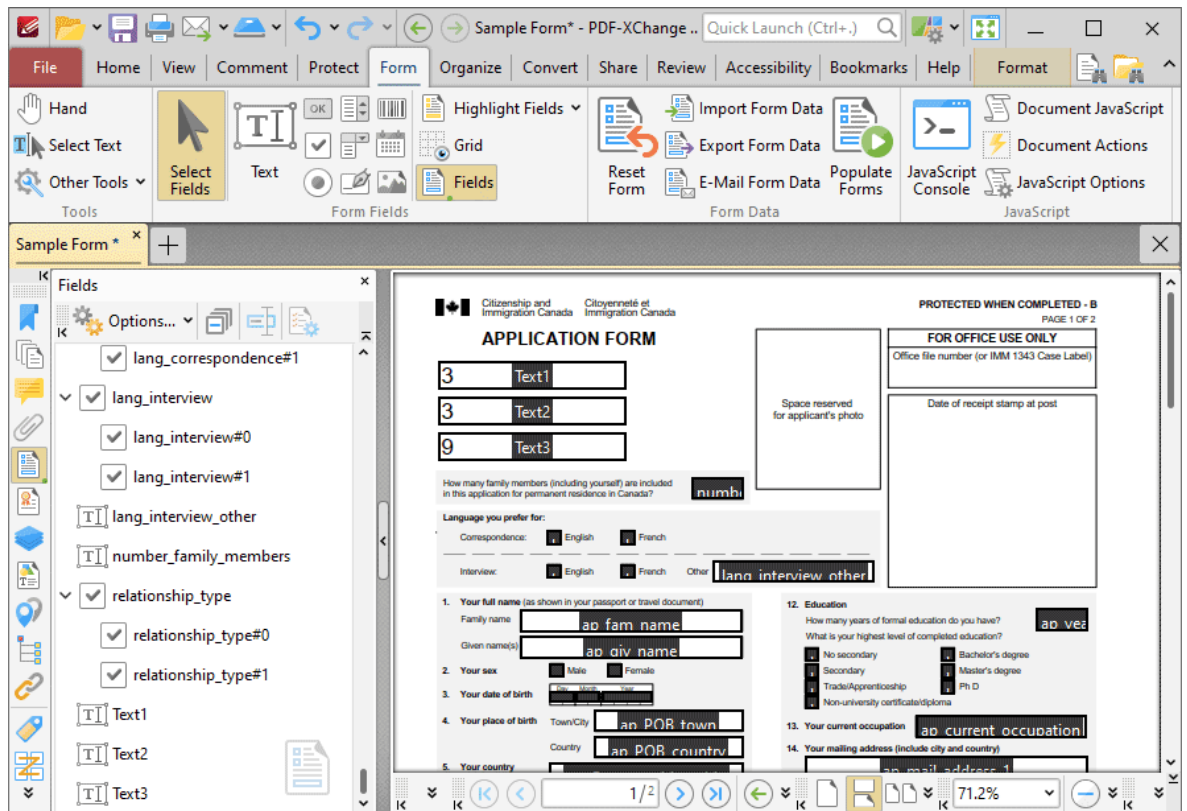 Sample Form* - PDF-XChange ..
Quick Launch (Ctrl+.)
File Home View Comment Protect Form Organize Convert Share Review Accessibility Bookmarks Help Format
Hand
Select Text
Other Tools
Tools
Select Fields
Text
OK
Highlight Fields
Grid
Fields
Form Fields
Reset Form
Import Form Data
Export Form Data
E-Mail Form Data
Populate Forms
Form Data
JavaScript Console
Document JavaScript
Document Actions
JavaScript Options
JavaScript
Sample Form *
Fields
Options...
lang_correspondence#1
lang_interview
lang_interview#0
lang_interview#1
lang_interview_other
number_family_members
relationship_type
relationship_type#0
relationship_type#1
Text1
Text2
Text3
Citizenship and Immigration Canada
Citoyenneté et Immigration Canada
PROTECTED WHEN COMPLETED - B
PAGE 1 OF 2
APPLICATION FORM
3 Text1
3 Text2
9 Text3
Space reserved
for applicant's photo
FOR OFFICE USE ONLY
Office file number (or IMM 1343 Case Label)
Date of receipt stamp at post
How many family members (including yourself) are included
in this application for permanent residence in Canada?
Language you prefer for:
Correspondence: English French
Interview: English French Other lang_interview_other
1. Your full name (as shown in your passport or travel document)
Family name ap_fam_name
Given name(s) ap_giv_name
2. Your sex Male Female
3. Your date of birth Day Month Year
4. Your place of birth Town/City ap_POB_town
Country ap_POB_country
5. Your country
12. Education
How many years of formal education do you have?
What is your highest level of completed education?
No secondary Bachelor's degree
Secondary Master's degree
Trade/Apprenticeship Ph D
Non-university certificate/diploma
13. Your current occupation ap_current_occupation
14. Your mailing address (include city and country)
ap_mail_address_1
1/2
71.2%